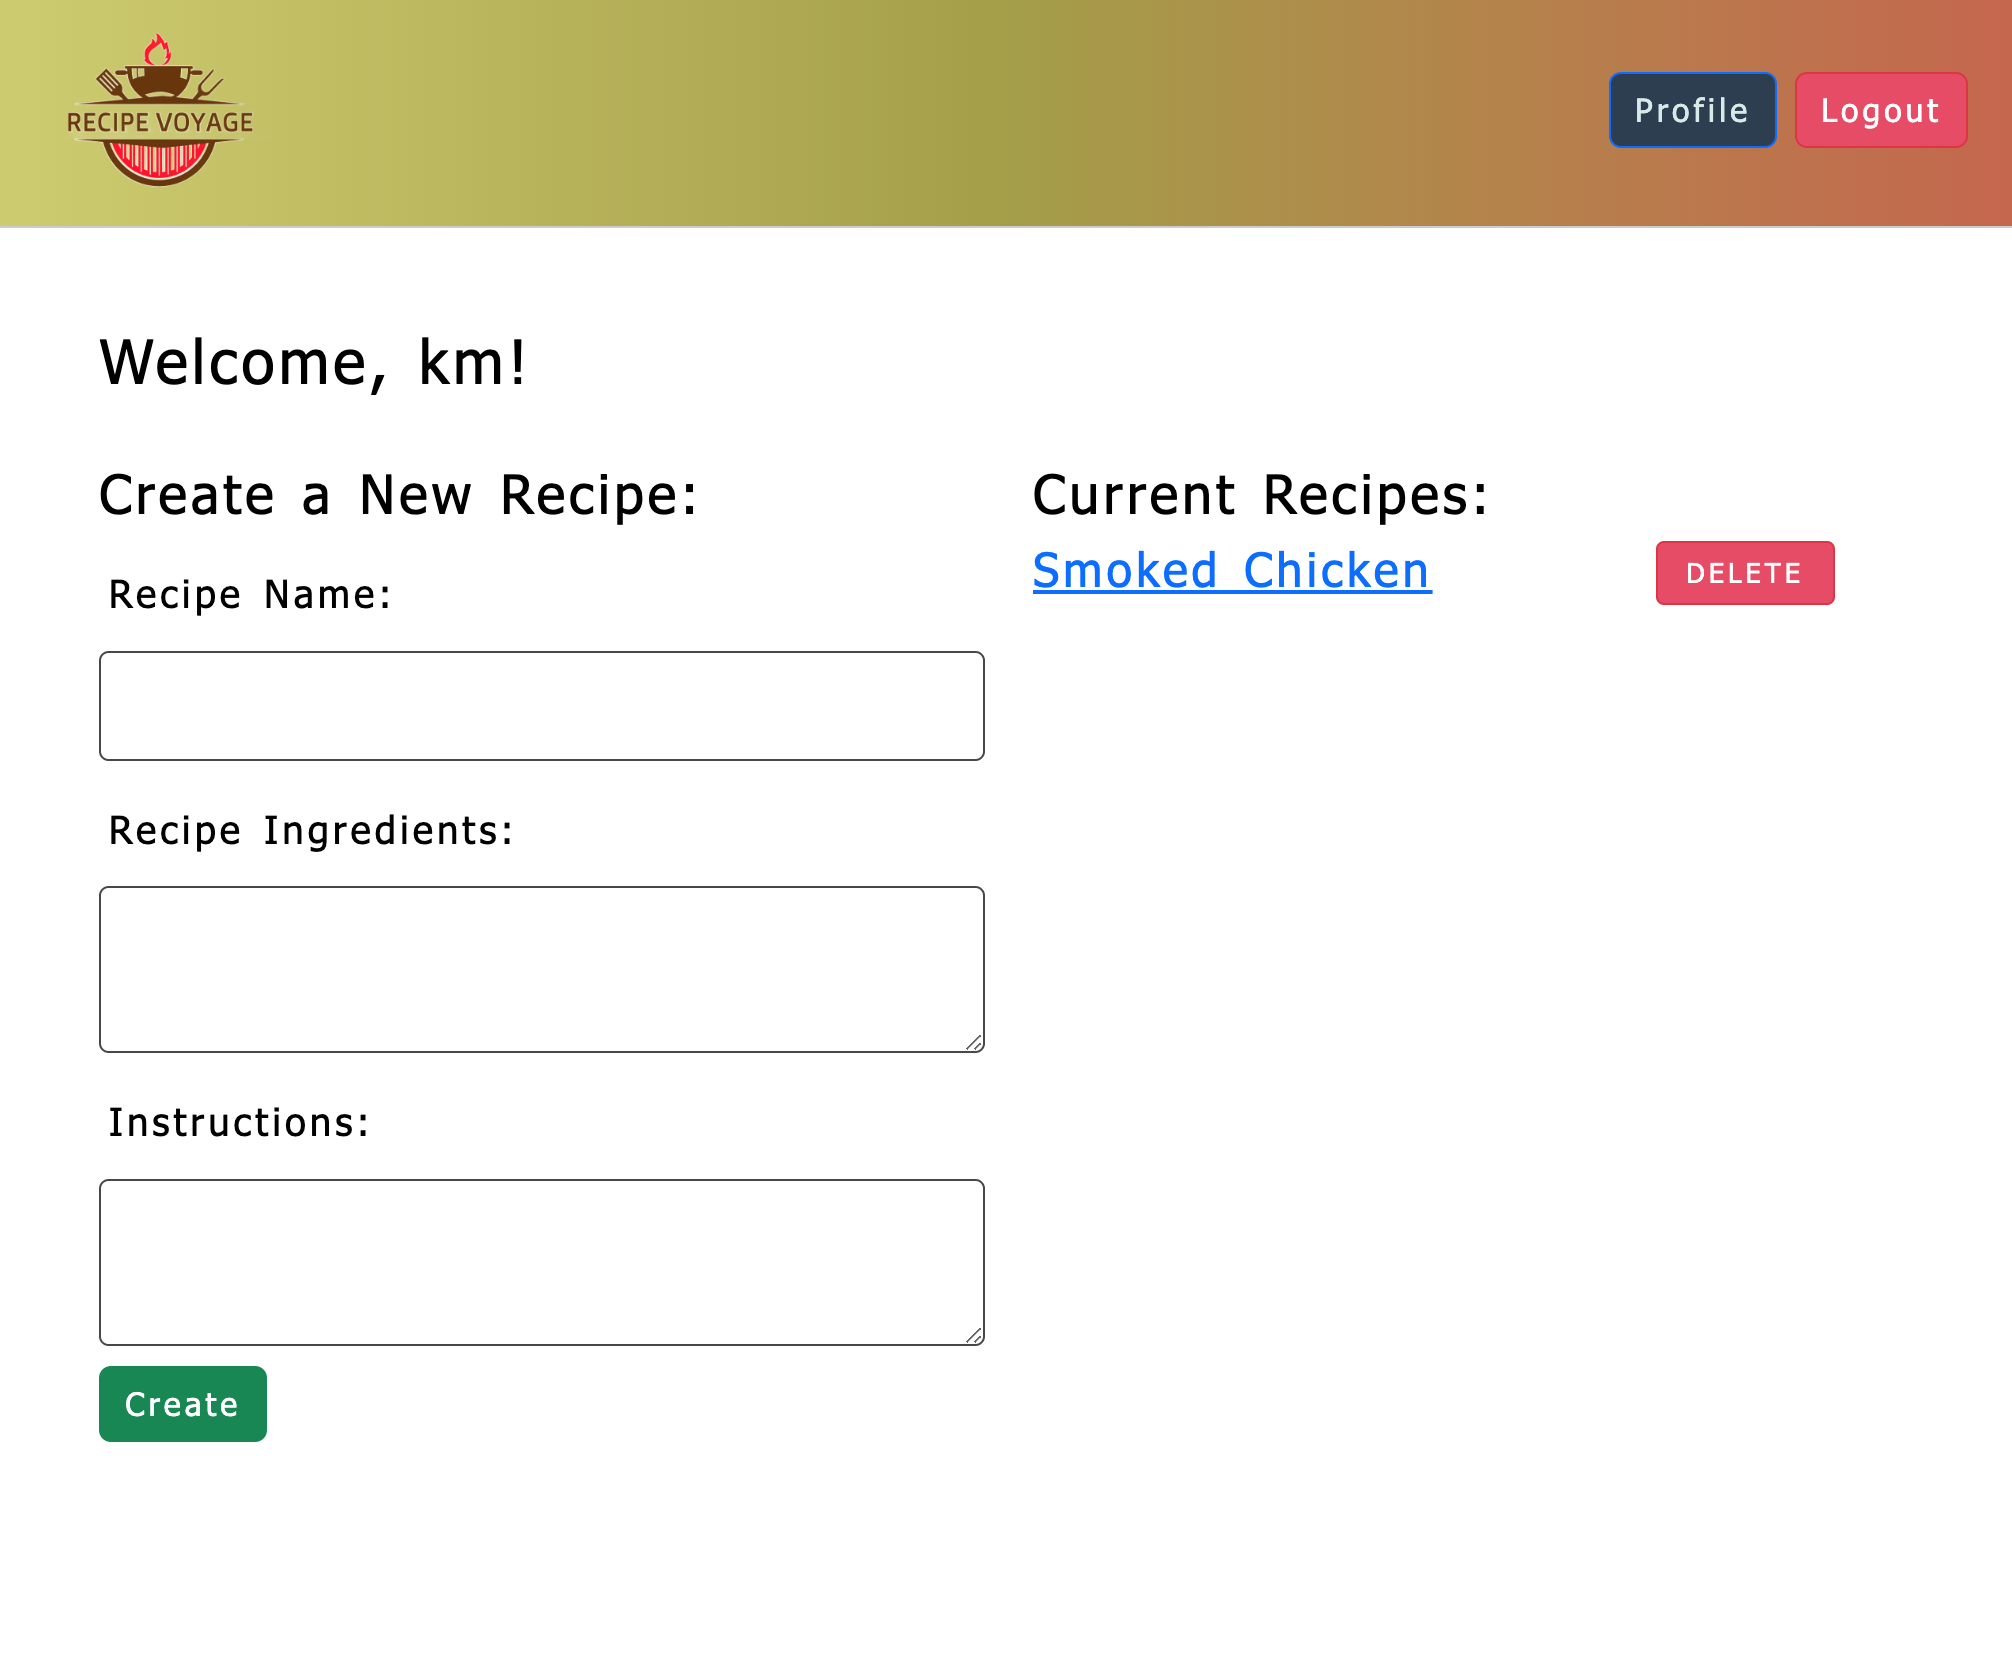 RECIPE VOYAGE
Profile
Logout
Welcome, km!
Create a New Recipe:
Recipe Name:
Recipe Ingredients:
Instructions:
Create
Current Recipes:
Smoked Chicken
DELETE